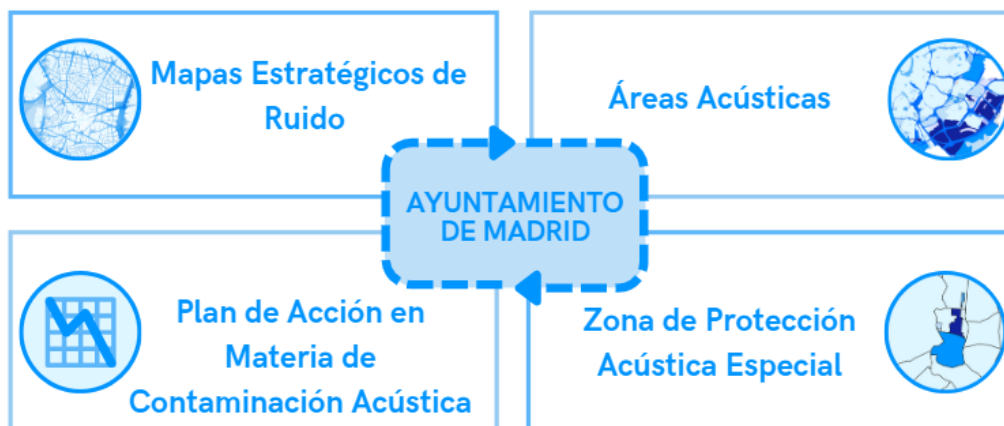 Mapas Estratégicos de
Ruido
Áreas Acústicas
AYUNTAMIENTO
DE MADRID
Plan de Acción en
Materia de
Contaminación Acústica
Zona de Protección
Acústica Especial